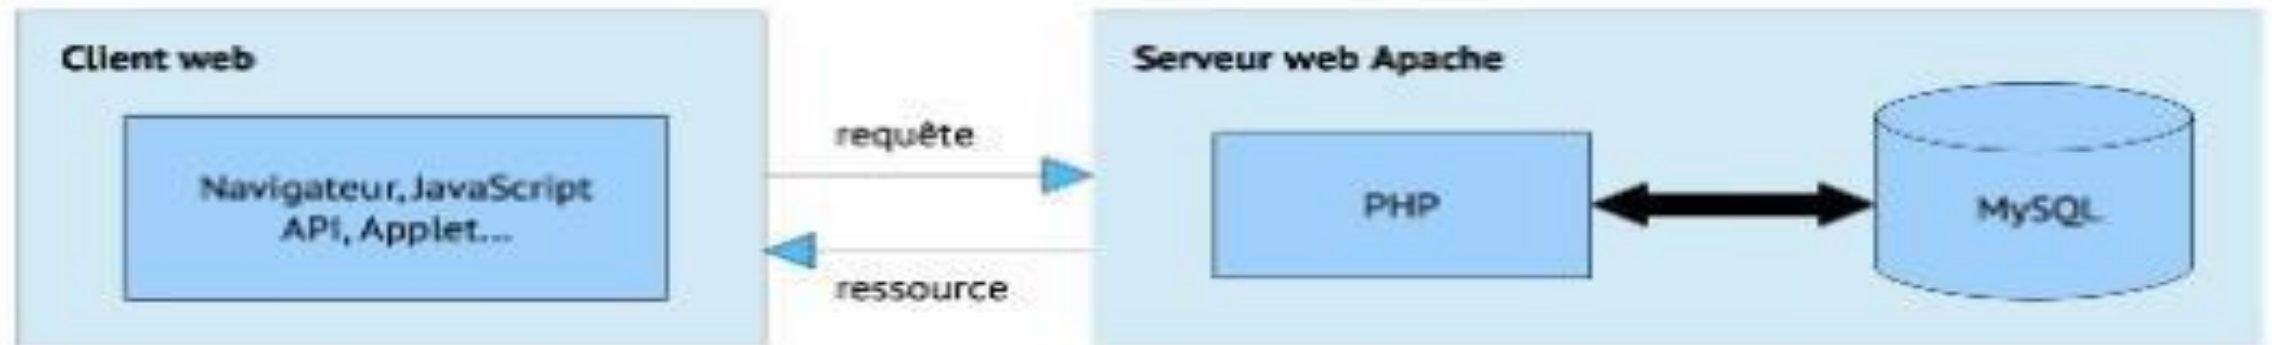 Client web
Navigateur, JavaScript
API, Applet...
requête
ressource
Serveur web Apache
PHP
MySQL